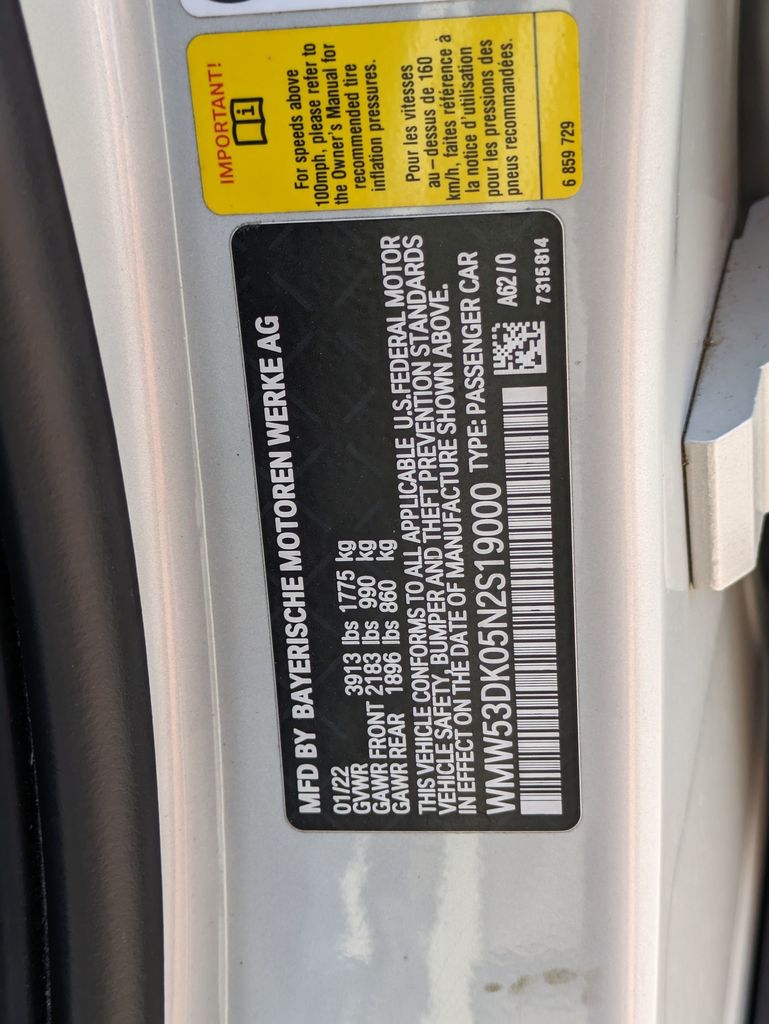 MFD BY BAYERISCHE MOTOREN WERKE AG
01/22
GVWR 3913 lbs 1775 kg
GAWR FRONT 2183 lbs 990 kg
GAWR REAR 1896 lbs 860 kg
THIS VEHICLE CONFORMS TO ALL APPLICABLE U.S. FEDERAL MOTOR
VEHICLE SAFETY, BUMPER AND THEFT PREVENTION STANDARDS
IN EFFECT ON THE DATE OF MANUFACTURE SHOWN ABOVE.
WMW53DK05N2S19000 TYPE: PASSENGER CAR
A62/0
7 315 814
IMPORTANT!
For speeds above
100mph, please refer to
the Owner's Manual for
recommended tire
inflation pressures.
Pour les vitesses
au – dessus de 160
km/h, faites référence à
la notice d'utilisation
pour les pressions des
pneus recommandées.
6 859 729